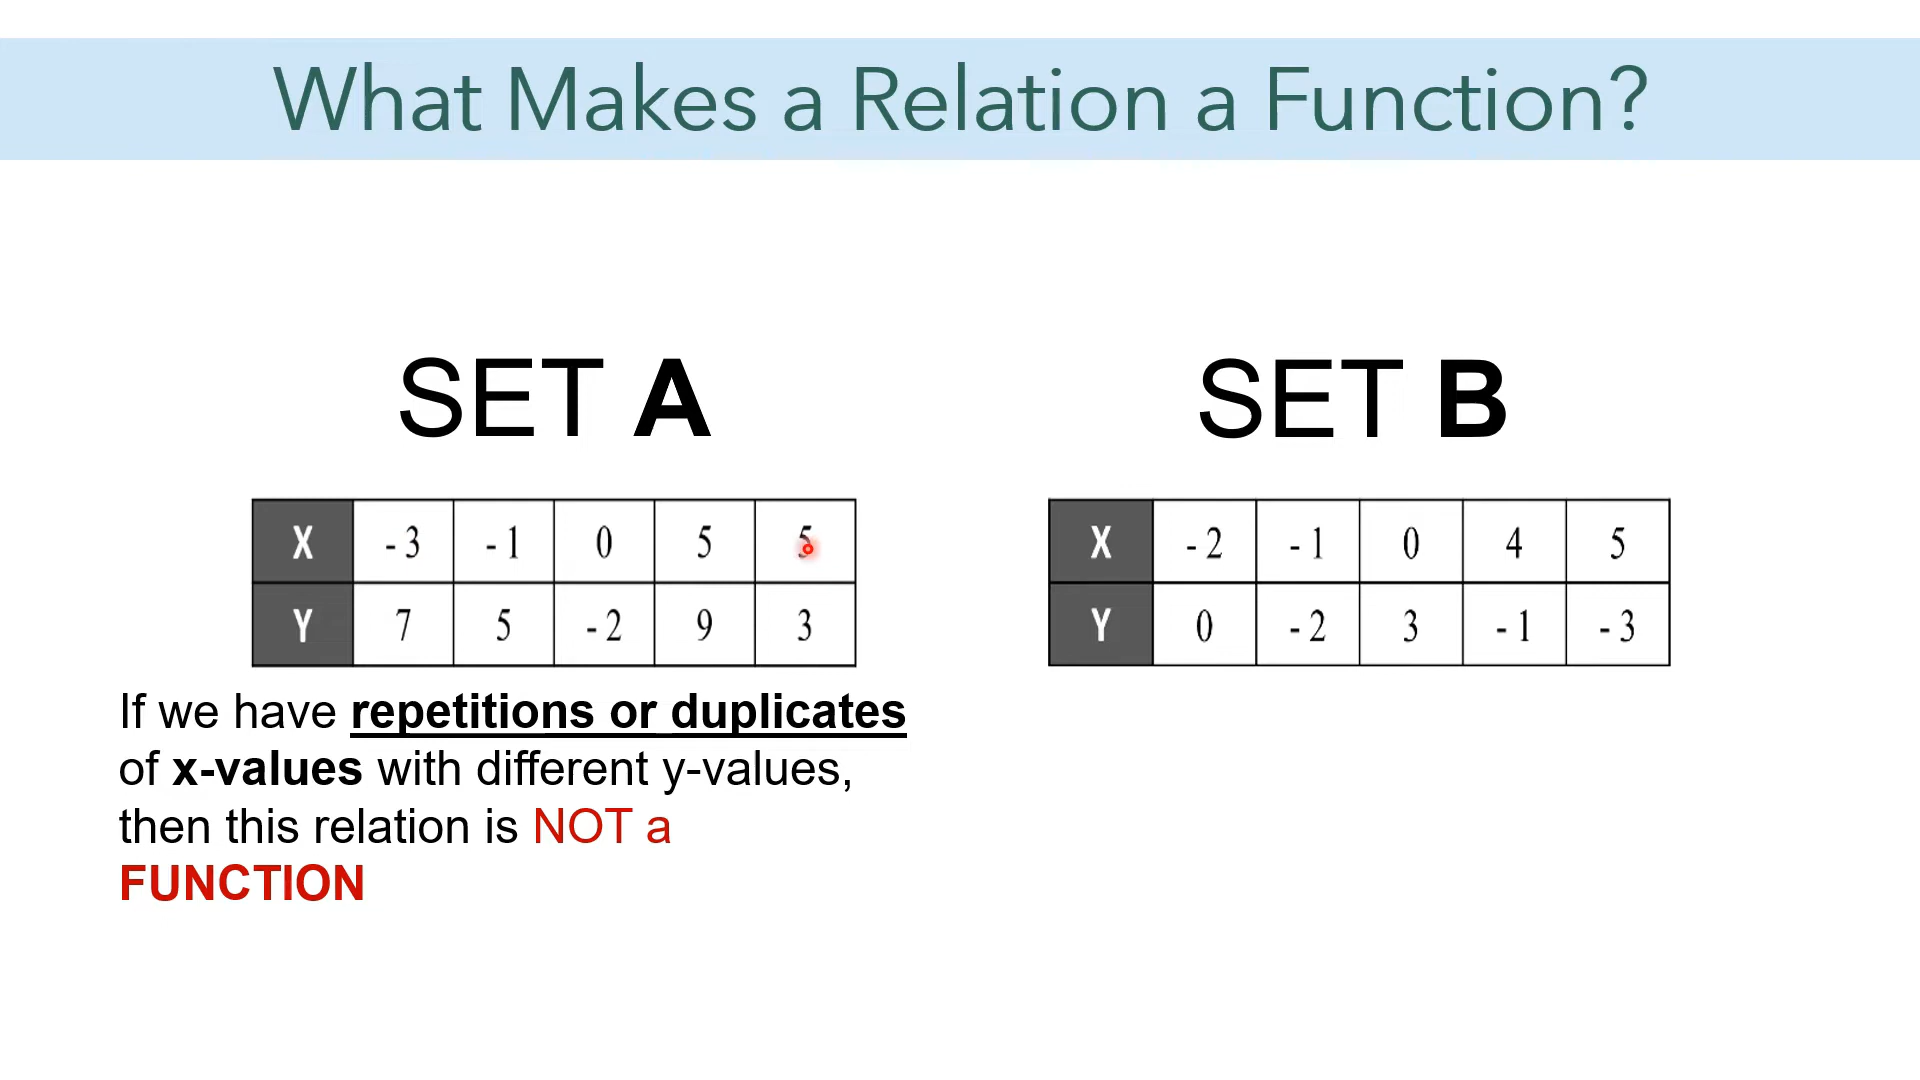 What Makes a Relation a Function?
SET A
X - 3 - 1 0 5 5
Y 7 5 - 2 9 3
If we have repetitions or duplicates
of x-values with different y-values,
then this relation is NOT a
FUNCTION
SET B
X - 2 - 1 0 4 5
Y 0 - 2 3 - 1 - 3